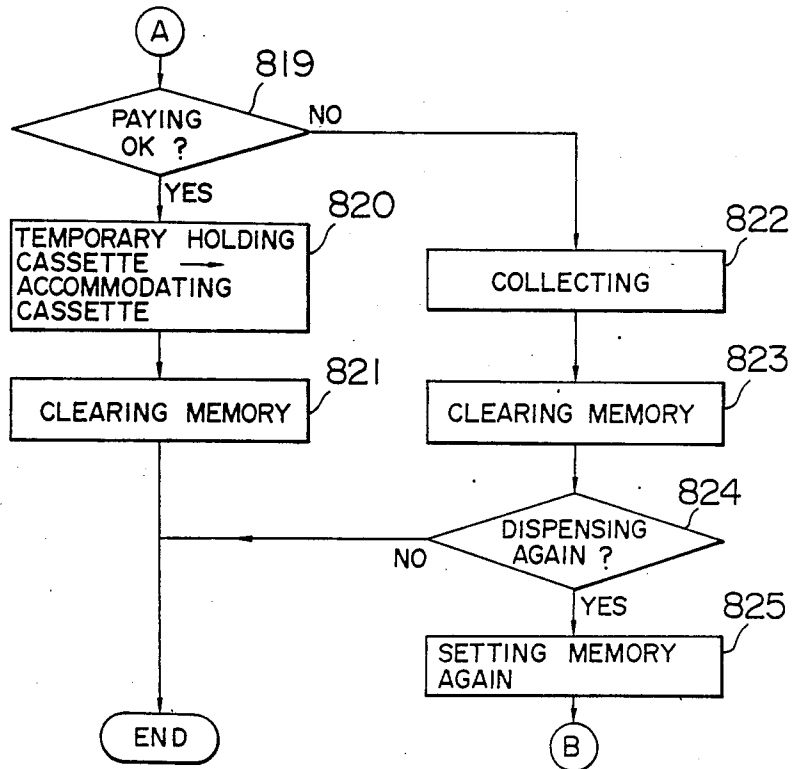 A
819
PAYING
OK ?
NO
YES
820
TEMPORARY HOLDING
CASSETTE →
ACCOMMODATING
CASSETTE
822
COLLECTING
821
CLEARING MEMORY
823
CLEARING MEMORY
824
DISPENSING
AGAIN ?
NO
YES
825
SETTING MEMORY
AGAIN
END
B